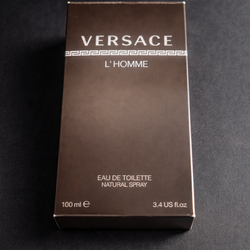 VERSACE
L'HOMME
EAU DE TOILETTE
NATURAL SPRAY
100 ml ℮ 3.4 US fl.oz